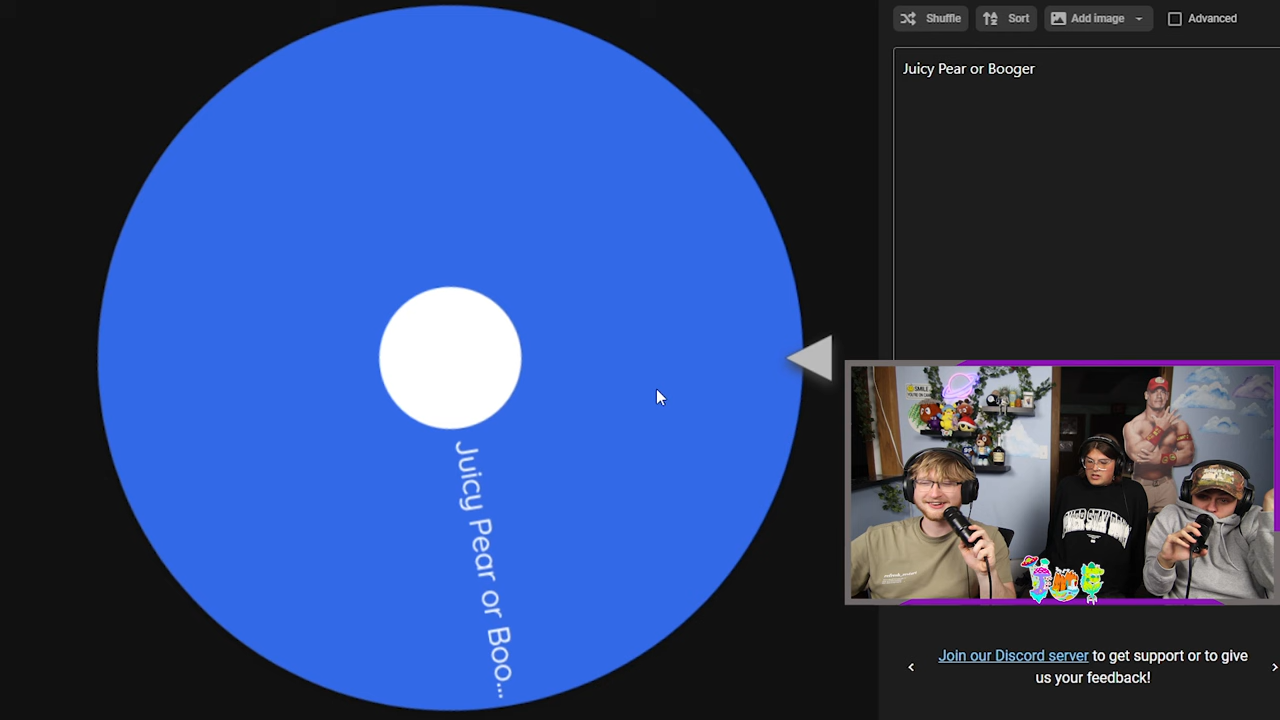 Shuffle
Sort
Add image
Advanced
Juicy Pear or Booger
Juicy Pear or Boo...
SMILE
Join our Discord server to get support or to give
us your feedback!